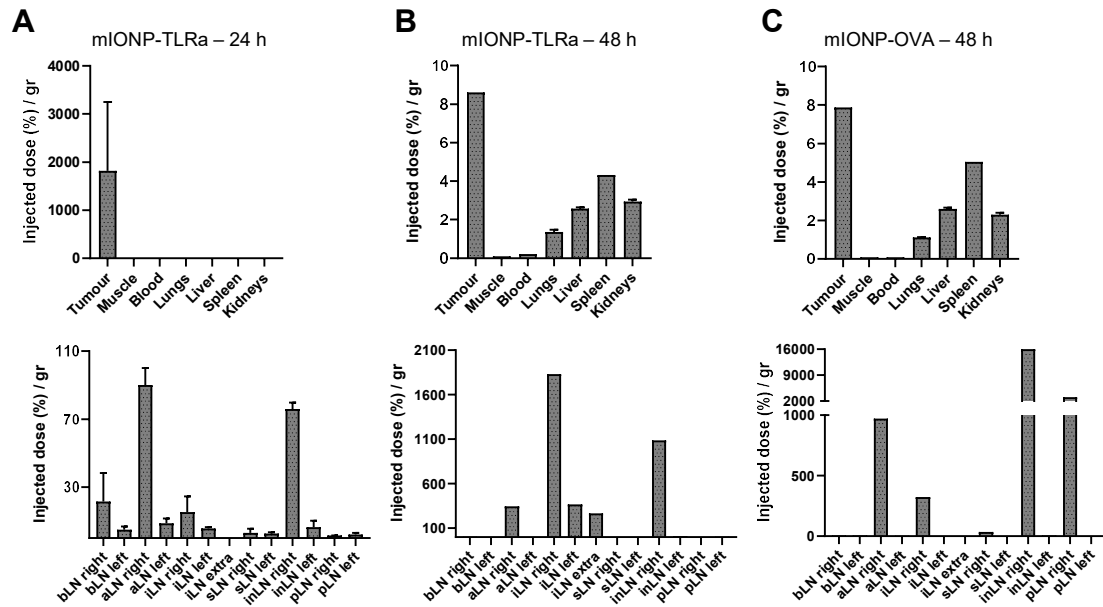 A
mIONP-TLRa – 24 h
Injected dose (%) / gr
4000
3000
2000
1000
0
Tumour
Muscle
Blood
Lungs
Liver
Spleen
Kidneys
B
mIONP-TLRa – 48 h
Injected dose (%) / gr
10
8
6
4
2
0
Tumour
Muscle
Blood
Lungs
Liver
Spleen
Kidneys
C
mIONP-OVA – 48 h
Injected dose (%) / gr
10
8
6
4
2
0
Tumour
Muscle
Bood
Lungs
Liver
Spleen
Kidneys
Injected dose (%) / gr
110
70
30
bLN right
bLN left
aLN right
aLN left
iLN right
iLN left
iLN extra
sLN right
sLN left
inLN right
inLN left
pLN right
pLN left
Injected dose (%) / gr
2100
1600
1100
600
100
bLN right
bLN left
aLN right
aLN left
iLN right
iLN left
iLN extra
sLN right
sLN left
inLN right
inLN left
pLN right
pLN left
Injected dose (%) / gr
16000
9000
2000
1000
500
0
bLN right
bLN left
aLN right
aLN left
iLN right
iLN left
iLN extra
sLN right
sLN left
inLN right
inLN left
pLN right
pLN left